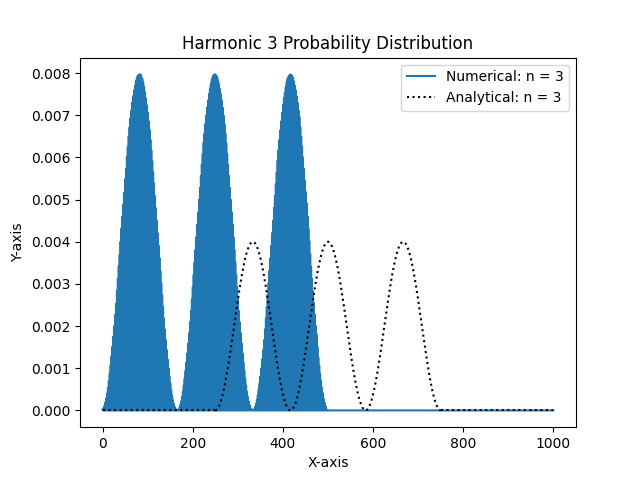 Harmonic 3 Probability Distribution
Numerical: n = 3
Analytical: n = 3
Y-axis
0.008
0.007
0.006
0.005
0.004
0.003
0.002
0.001
0.000
0 200 400 600 800 1000
X-axis